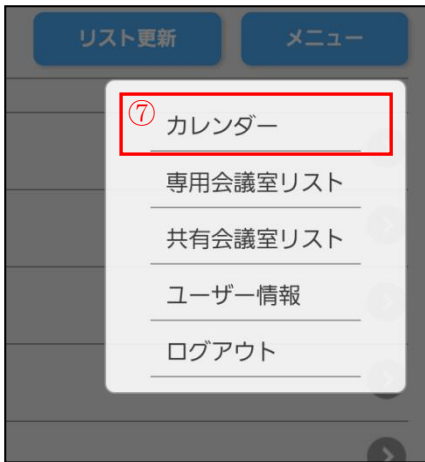 リスト更新 メニュー
⑦ カレンダー
専用会議室リスト
共有会議室リスト
ユーザー情報
ログアウト